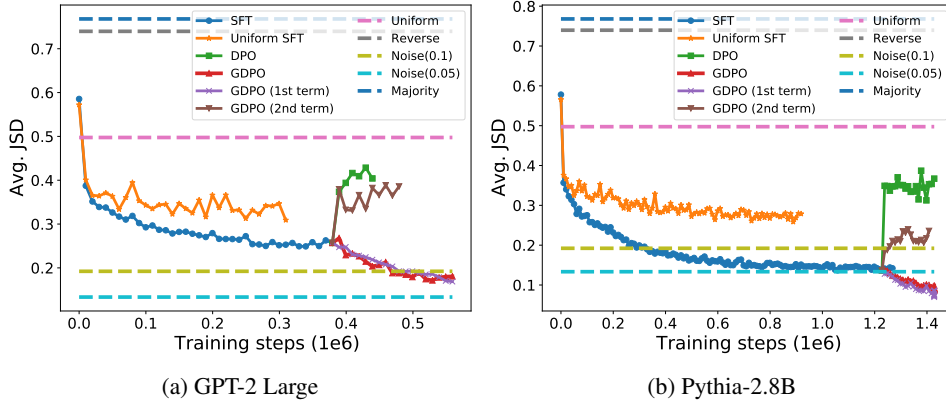 SFT
Uniform SFT
DPO
GDPO
GDPO (1st term)
GDPO (2nd term)
Uniform
Reverse
Noise(0.1)
Noise(0.05)
Majority
Avg. JSD
0.7
0.6
0.5
0.4
0.3
0.2
0.0
0.1
0.2
0.3
0.4
0.5
Training steps (1e6)
(a) GPT-2 Large
SFT
Uniform SFT
DPO
GDPO
GDPO (1st term)
GDPO (2nd term)
Uniform
Reverse
Noise(0.1)
Noise(0.05)
Majority
Avg. JSD
0.8
0.7
0.6
0.5
0.4
0.3
0.2
0.1
0.0
0.2
0.4
0.6
0.8
1.0
1.2
1.4
Training steps (1e6)
(b) Pythia-2.8B